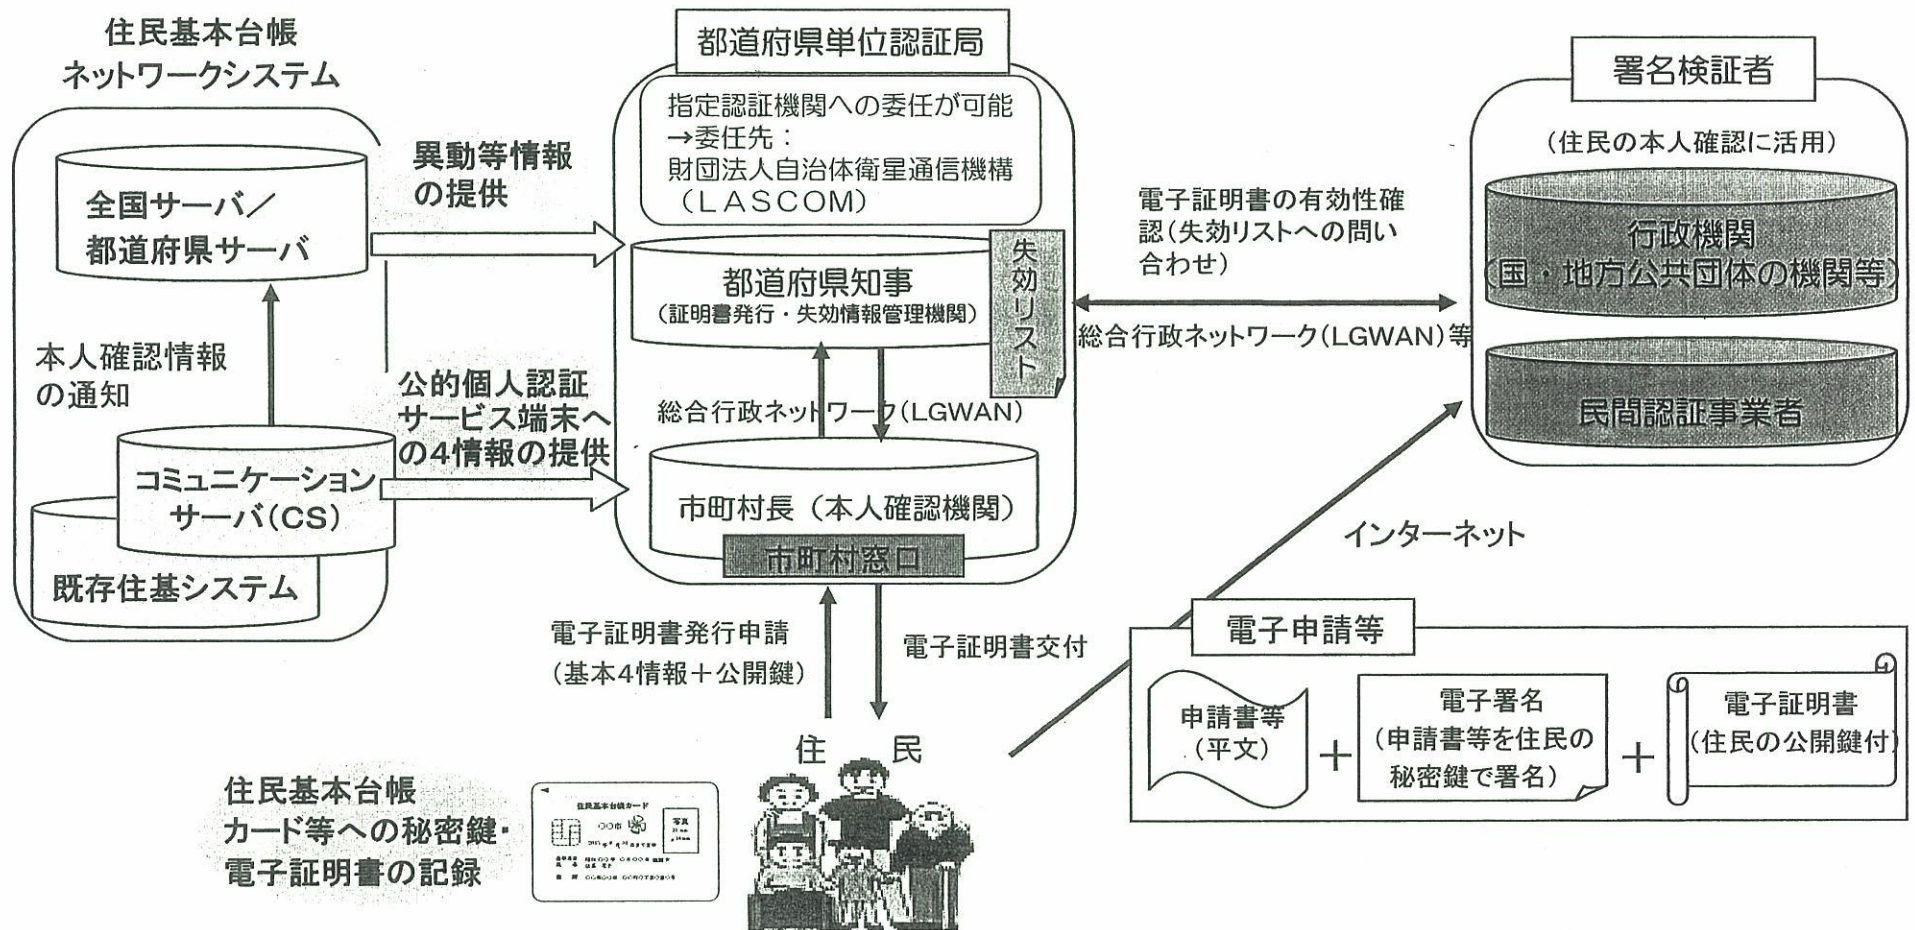 住民基本台帳
ネットワークシステム
全国サーバ／
都道府県サーバ
本人確認情報
の通知
コミュニケーション
サーバ(CS)
既存住基システム
異動等情報
の提供
公的個人認証
サービス端末へ
の4情報の提供
都道府県単位認証局
指定認証機関への委任が可能
→委任先：
財団法人自治体衛星通信機構
（LASCOM）
都道府県知事
(証明書発行・失効情報管理機関)
失効リスト
総合行政ネットワーク(LGWAN)
市町村長（本人確認機関）
市町村窓口
電子証明書発行申請
(基本4情報＋公開鍵)
電子証明書交付
電子証明書の有効性確
認(失効リストへの問い
合わせ)
総合行政ネットワーク(LGWAN)等
署名検証者
(住民の本人確認に活用)
行政機関
(国・地方公共団体の機関等)
民間認証事業者
インターネット
電子申請等
申請書等
(平文)
＋
電子署名
(申請書等を住民の
秘密鍵で署名)
＋
電子証明書
(住民の公開鍵付)
住　民
住民基本台帳
カード等への秘密鍵・
電子証明書の記録
住民基本台帳カード
○○市
写真